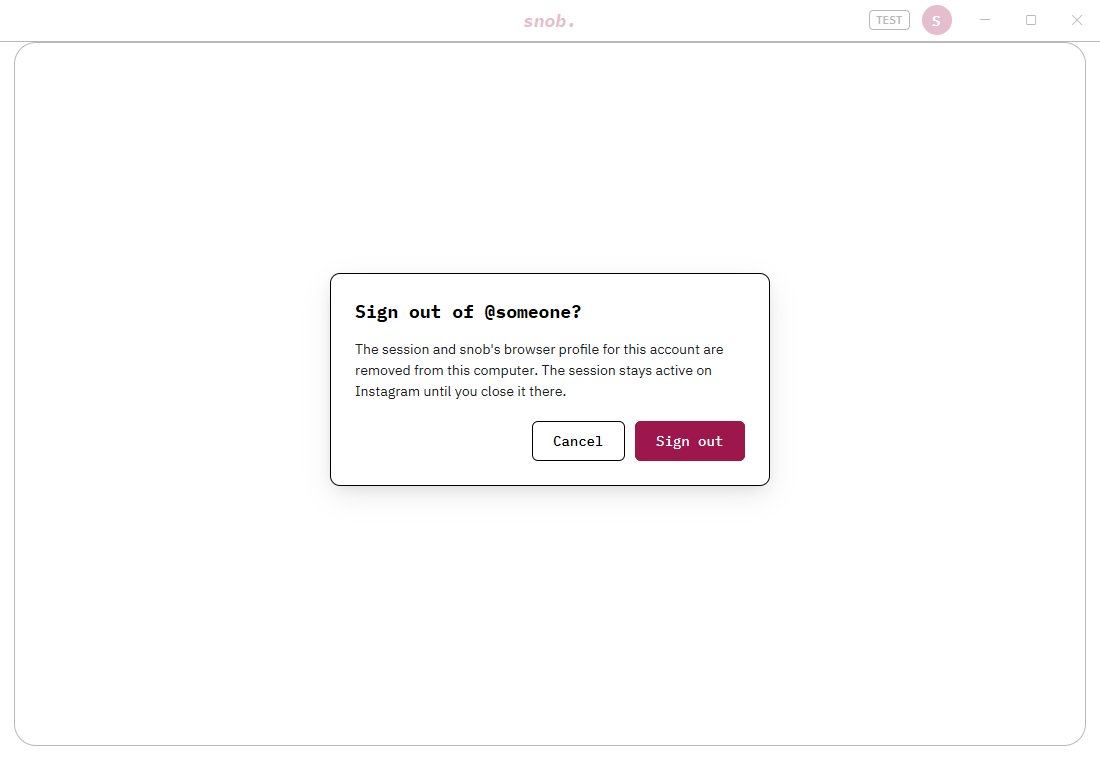 snob.
TEST
S
Sign out of @someone?
The session and snob's browser profile for this account are
removed from this computer. The session stays active on
Instagram until you close it there.
Cancel
Sign out